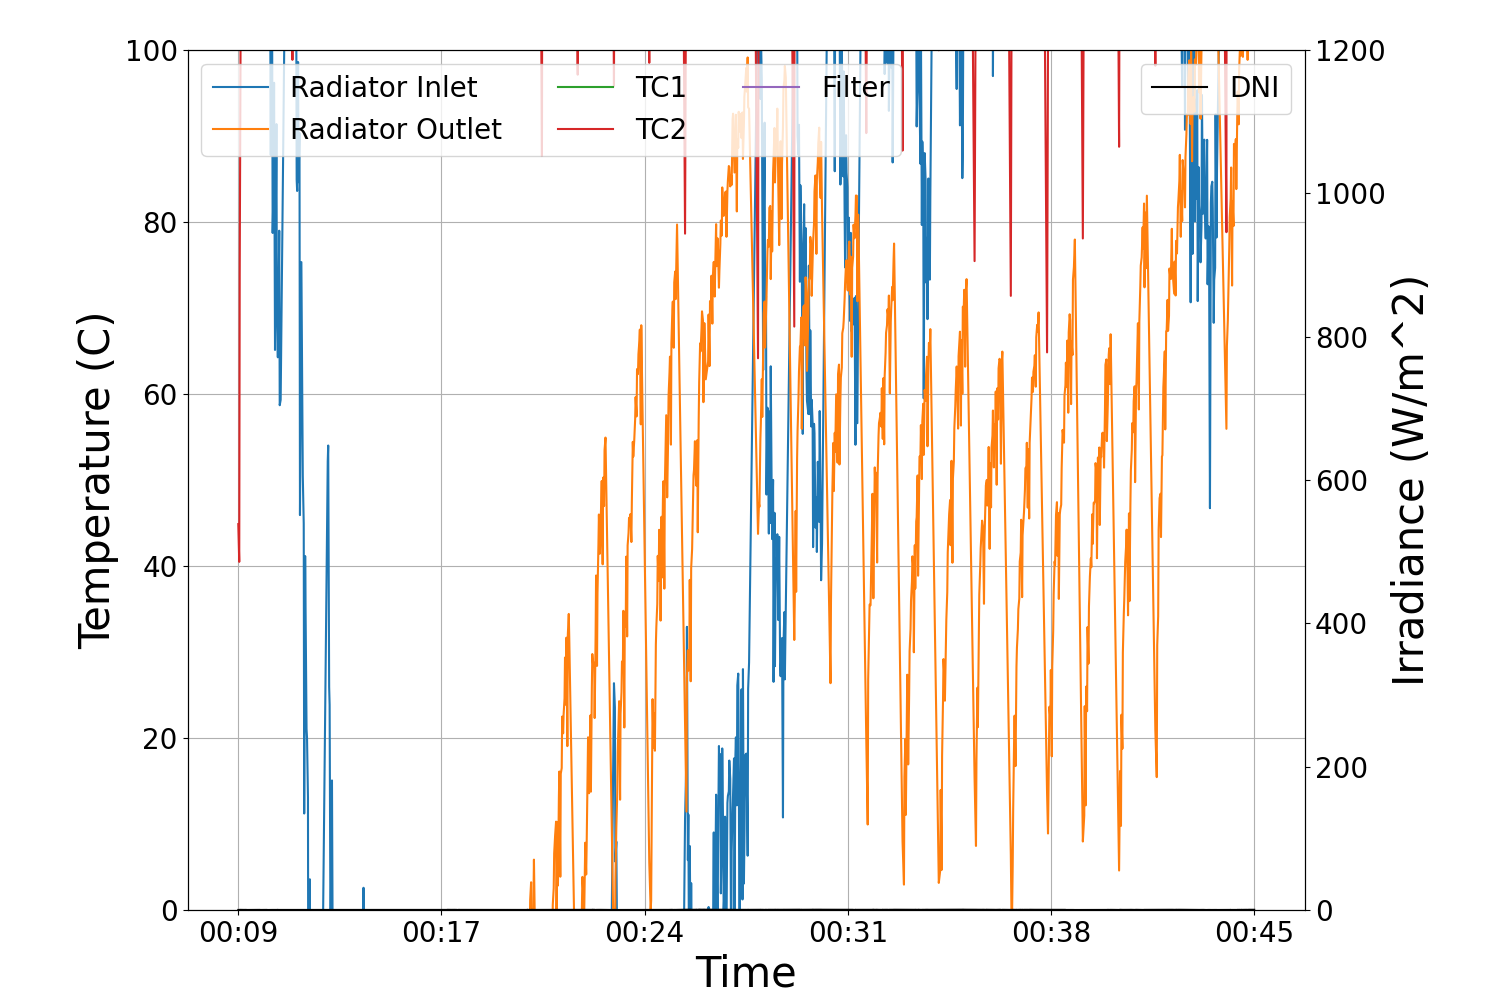 Radiator Inlet
Radiator Outlet
TC1
TC2
Filter
DNI
100
80
60
40
20
0
Temperature (C)
1200
1000
800
600
400
200
0
Irradiance (W/m^2)
00:09 00:17 00:24 00:31 00:38 00:45
Time